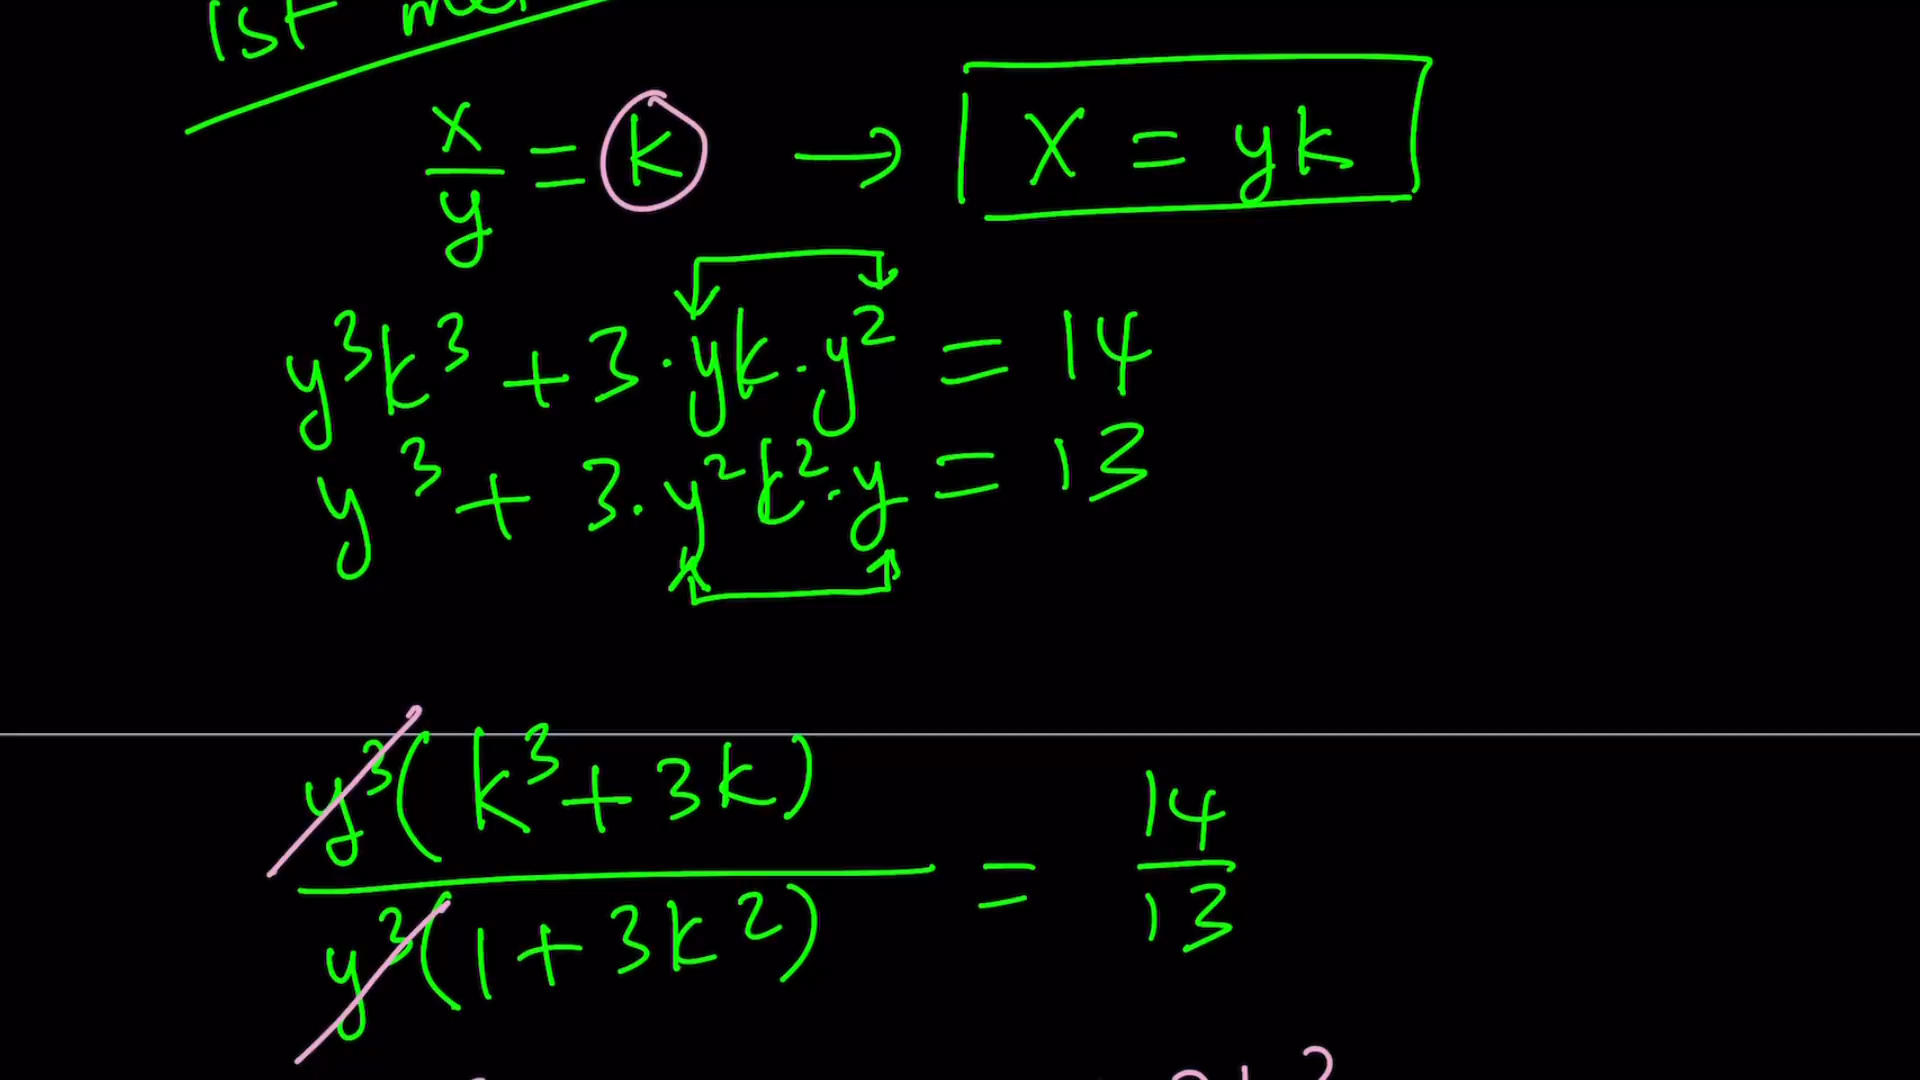 1st
x/y = k → x = yk
y³k³ + 3·yk·y² = 14
y³ + 3·y²k²·y = 13
y³(k³ + 3k) / y³(1 + 3k²) = 14/13